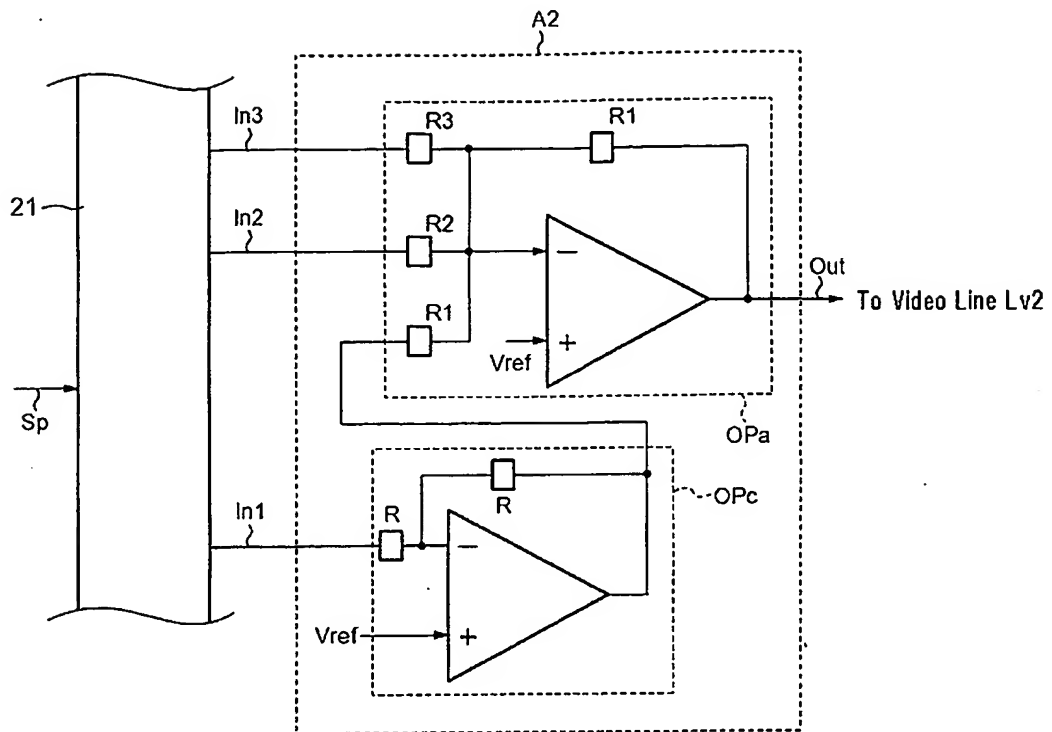 A2
In3
R3
R1
21
In2
R2
−
Out
To Video Line Lv2
R1
Vref
+
Sp
OPa
R
OPc
In1
R
−
Vref
+